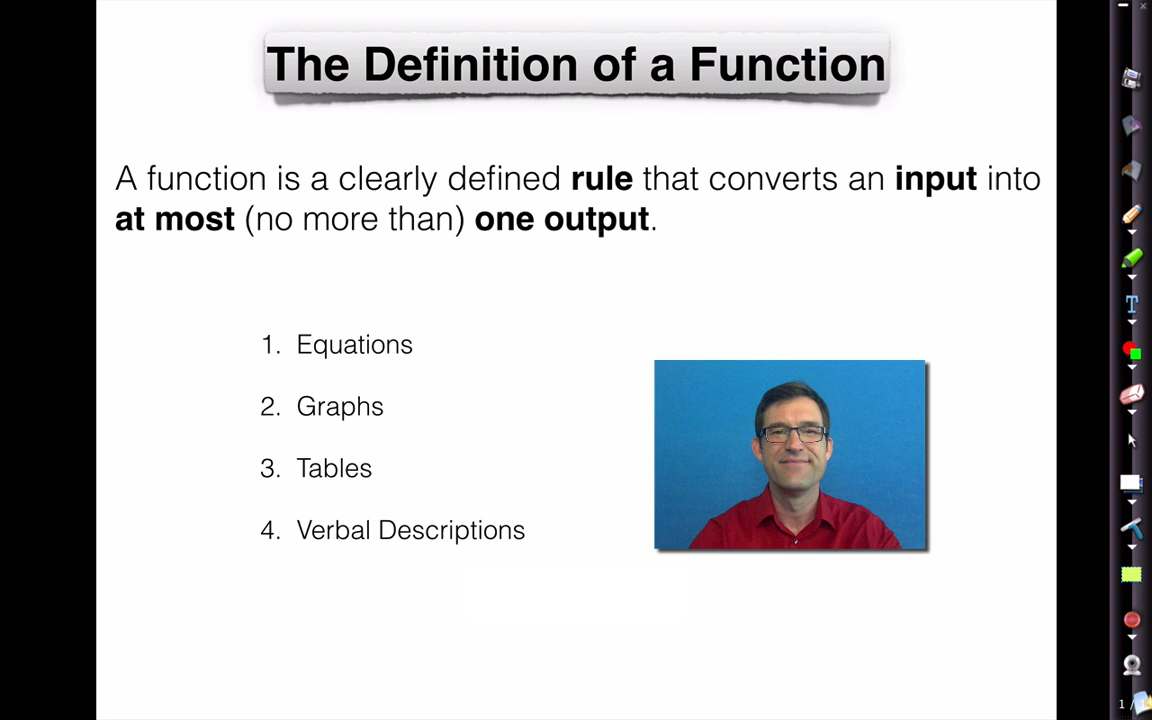 The Definition of a Function
A function is a clearly defined rule that converts an input into
at most (no more than) one output.
1. Equations
2. Graphs
3. Tables
4. Verbal Descriptions
T
1 /